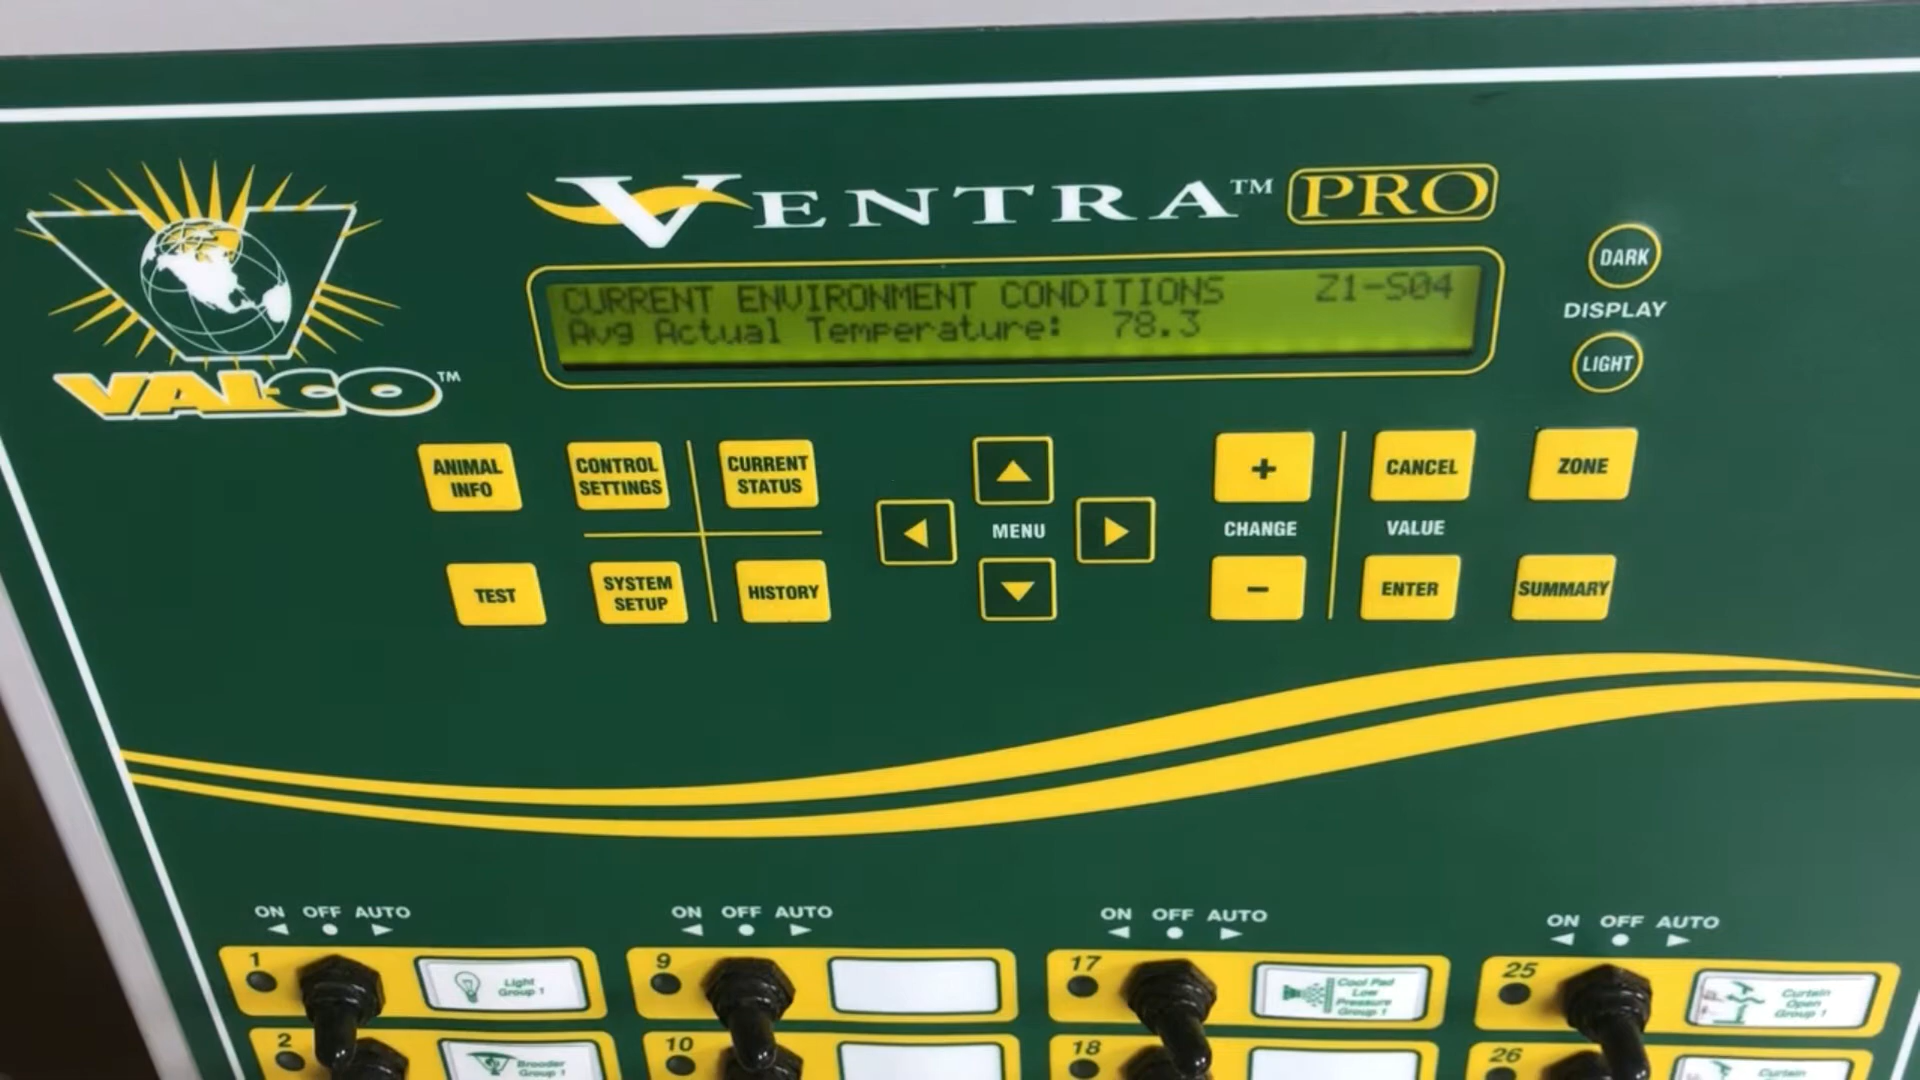 VENTRA™ PRO
VAL-CO™
CURRENT ENVIRONMENT CONDITIONS Z1-S04
Avg Actual Temperature: 78.3
DARK
DISPLAY
LIGHT
ANIMAL INFO
CONTROL SETTINGS
CURRENT STATUS
+
CANCEL
ZONE
MENU
CHANGE
VALUE
TEST
SYSTEM SETUP
HISTORY
-
ENTER
SUMMARY
ON OFF AUTO
ON OFF AUTO
ON OFF AUTO
ON OFF AUTO
1
Light
Group 1
9
17
Cool Pad
Low
Pressure
Group 1
25
Curtain
Open
Group 1
2
Brooder
Group 1
10
18
26
Curtain